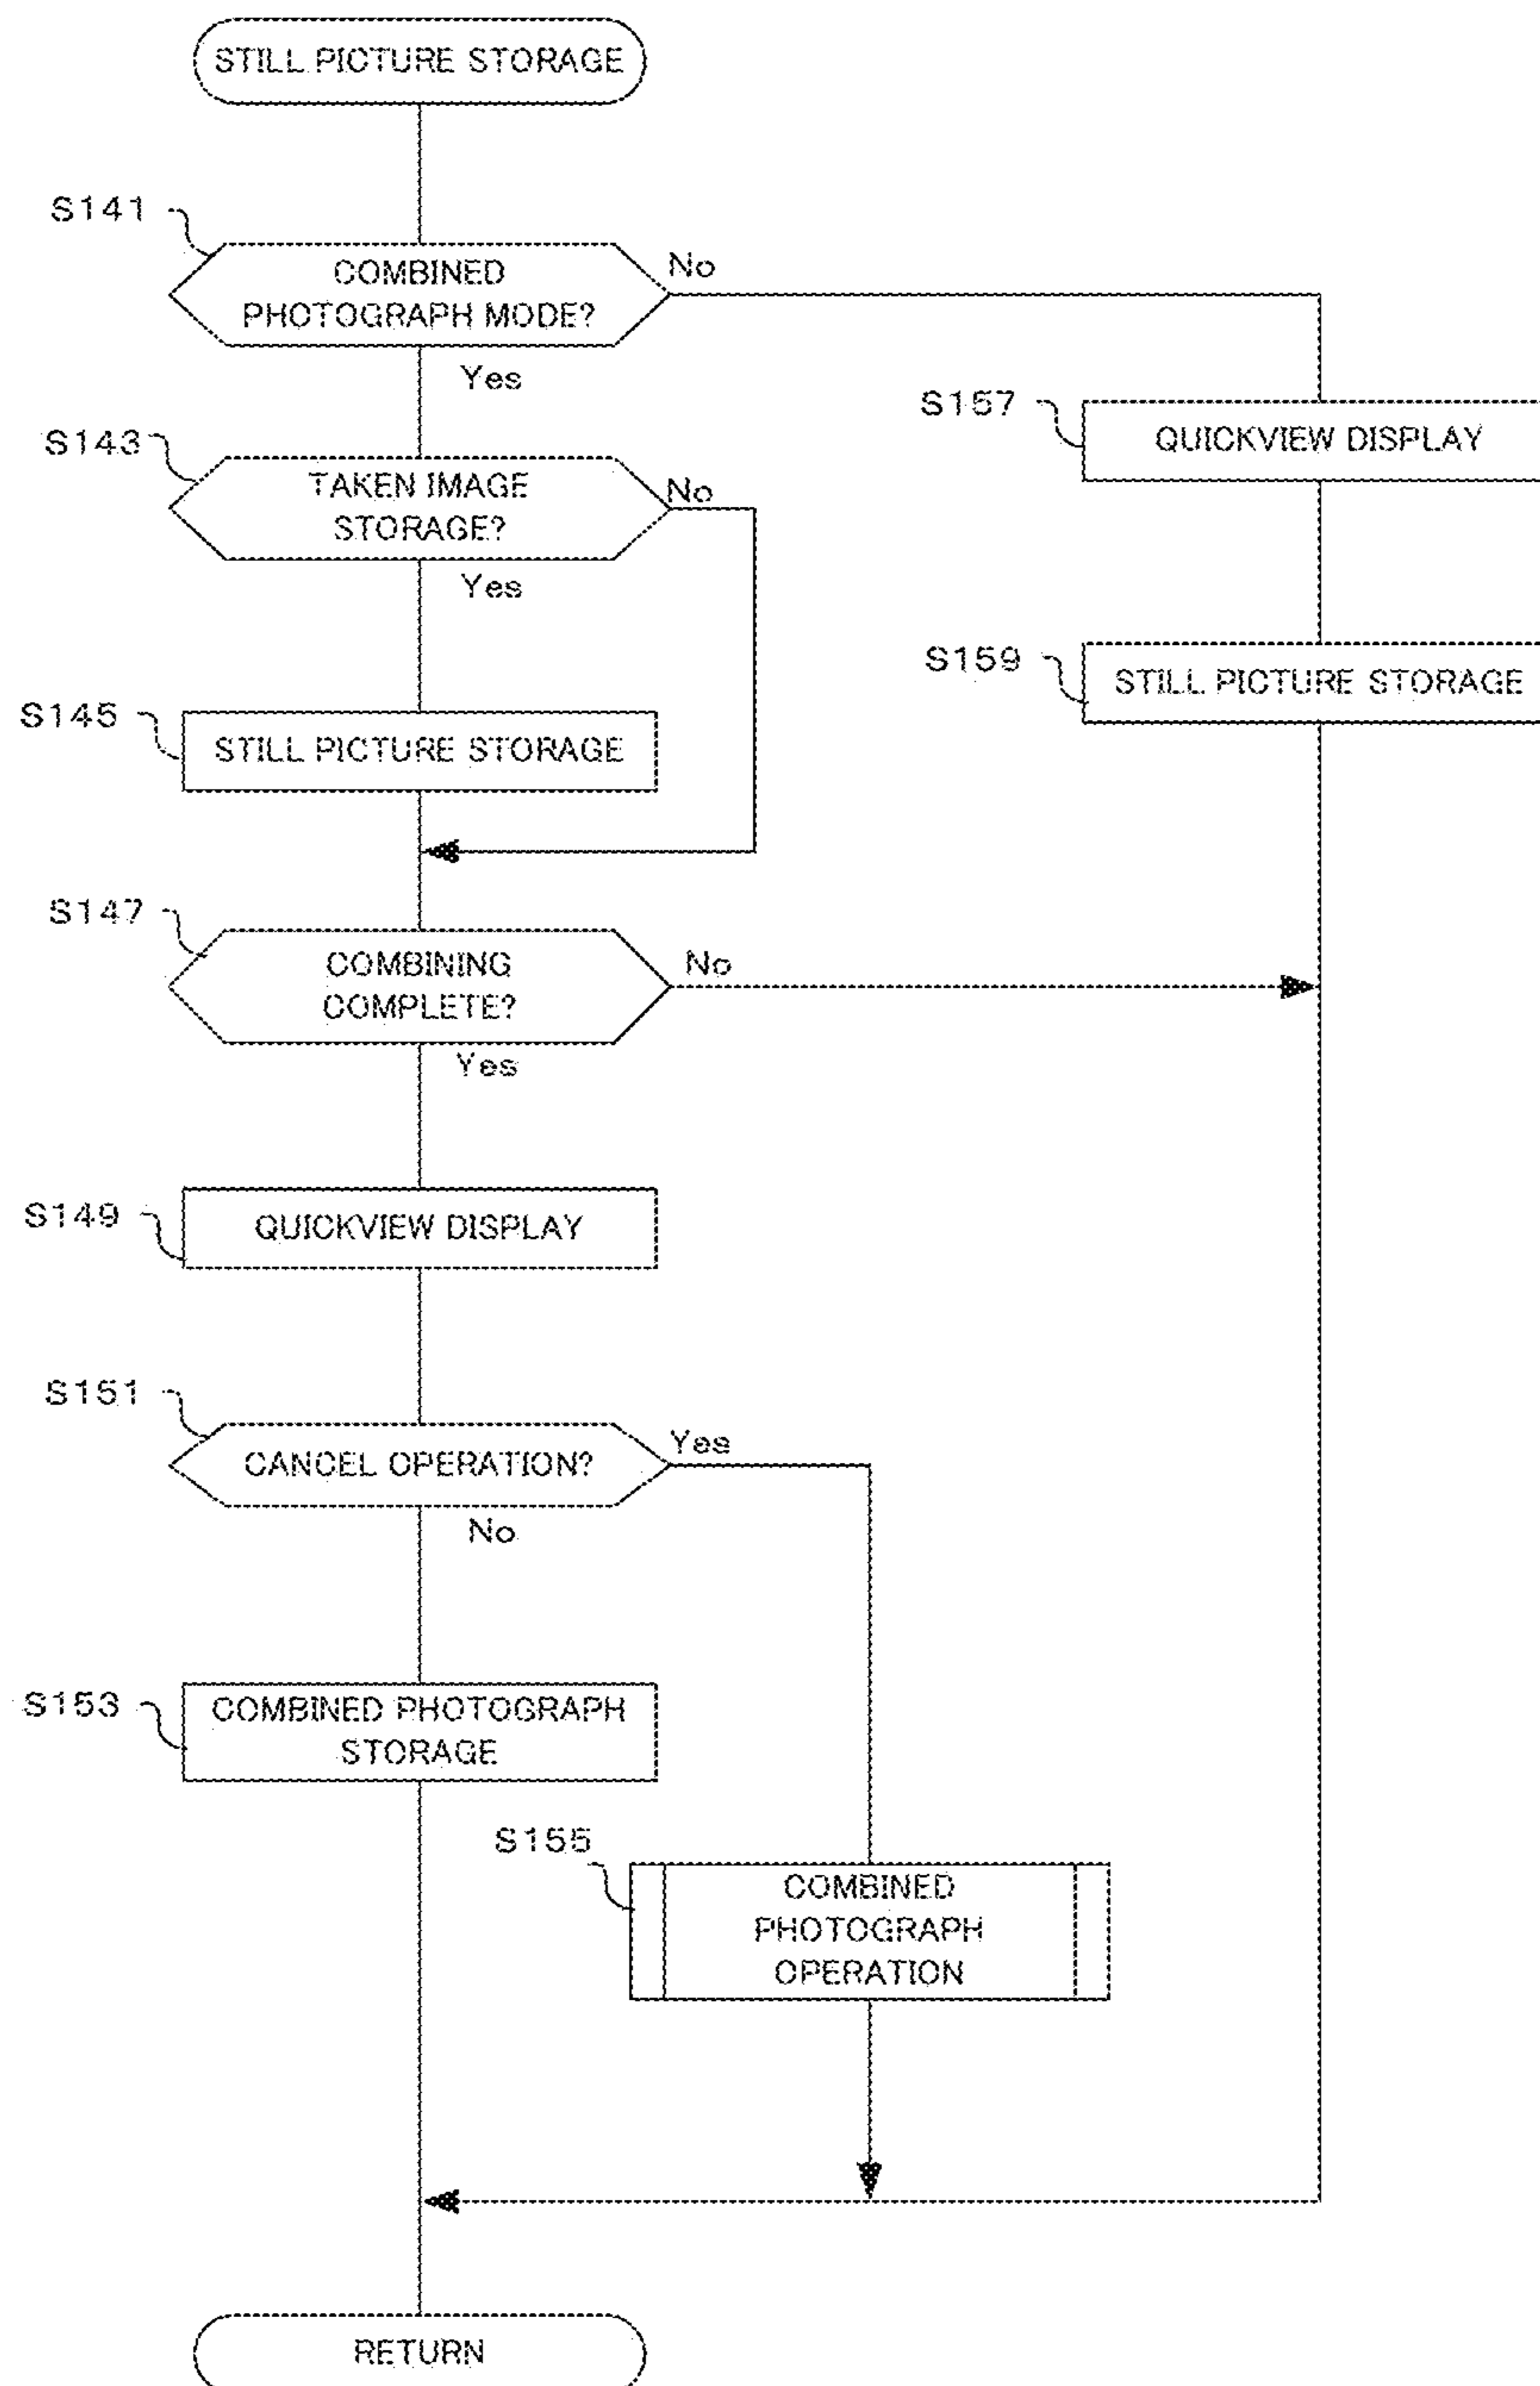 STILL PICTURE STORAGE
S141
COMBINED
PHOTOGRAPH MODE?
No
Yes
S157
QUICKVIEW DISPLAY
S143
TAKEN IMAGE
STORAGE?
No
Yes
S159
STILL PICTURE STORAGE
S145
STILL PICTURE STORAGE
S147
COMBINING
COMPLETE?
No
Yes
S149
QUICKVIEW DISPLAY
S151
CANCEL OPERATION?
Yes
No
S153
COMBINED PHOTOGRAPH
STORAGE
S155
COMBINED
PHOTOGRAPH
OPERATION
RETURN